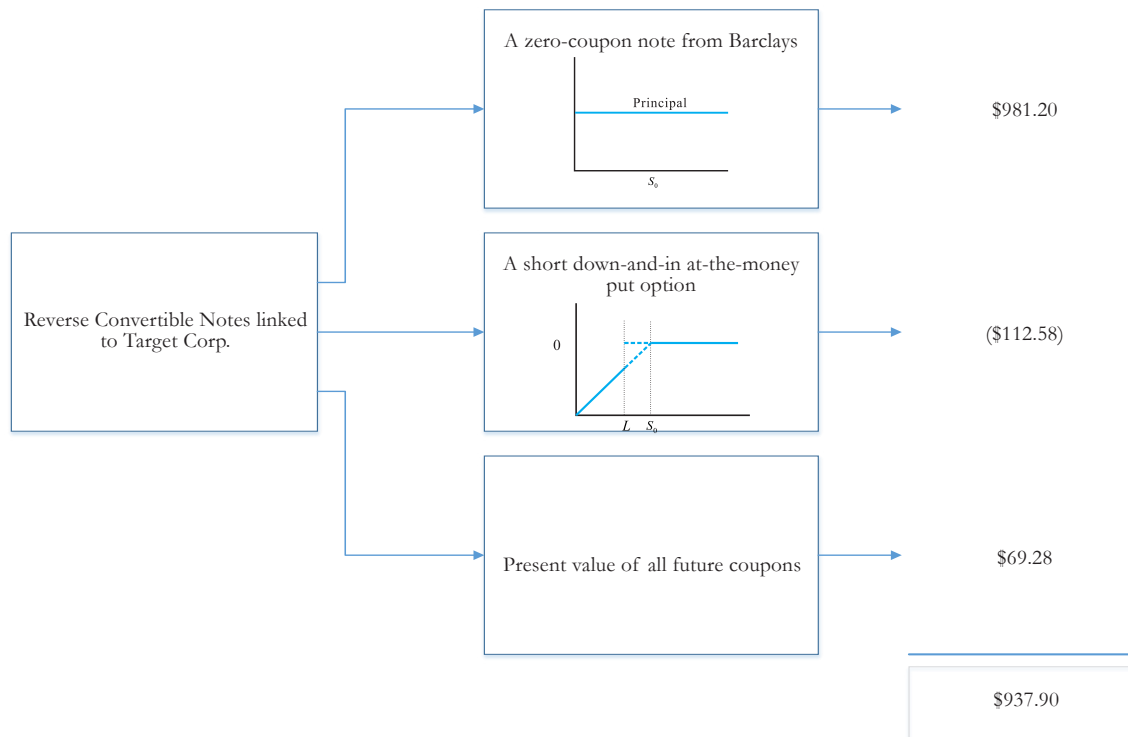 A zero-coupon note from Barclays
Principal
S₀
$981.20
Reverse Convertible Notes linked
to Target Corp.
A short down-and-in at-the-money
put option
0
L S₀
($112.58)
Present value of all future coupons
$69.28
$937.90